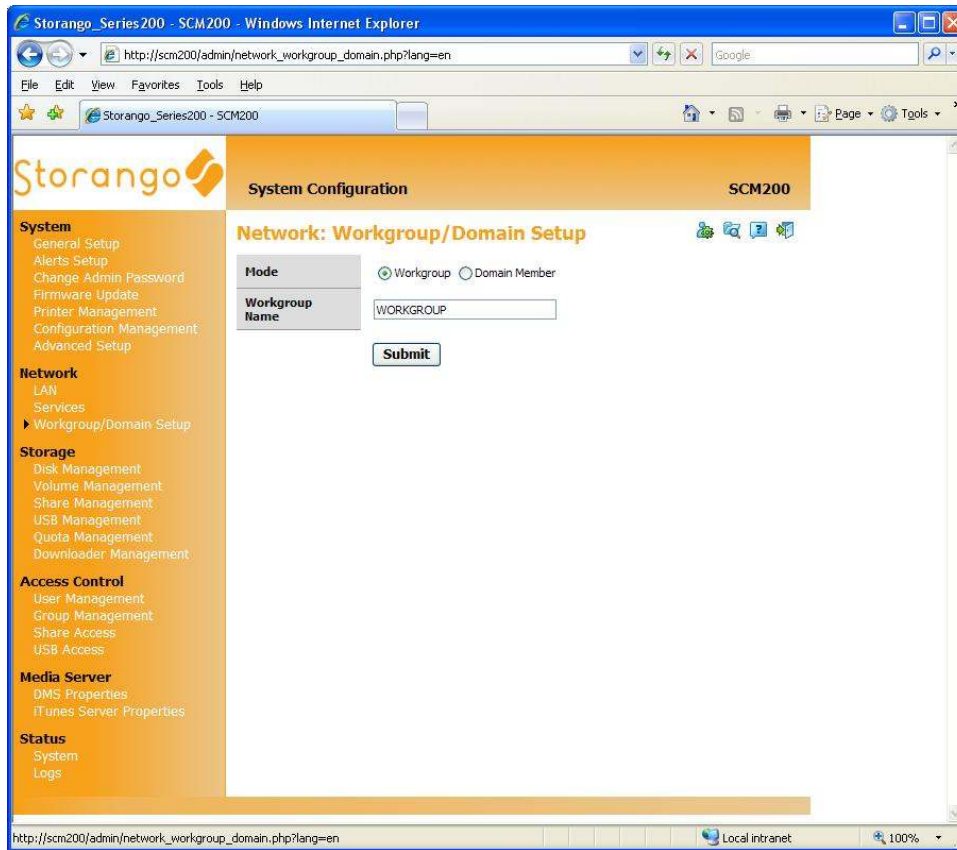 Storango_Series200 - SCM200 - Windows Internet Explorer
http://scm200/admin/network_workgroup_domain.php?lang=en
Google
File Edit View Favorites Tools Help
Storango_Series200 - SCM200
Page Tools
Storango
System Configuration SCM200
System
General Setup
Alerts Setup
Change Admin Password
Firmware Update
Printer Management
Configuration Management
Advanced Setup
Network
LAN
Services
Workgroup/Domain Setup
Storage
Disk Management
Volume Management
Share Management
USB Management
Quota Management
Downloader Management
Access Control
User Management
Group Management
Share Access
USB Access
Media Server
DMS Properties
iTunes Server Properties
Status
System
Logs
Network: Workgroup/Domain Setup
Mode Workgroup Domain Member
Workgroup Name WORKGROUP
Submit
http://scm200/admin/network_workgroup_domain.php?lang=en
Local intranet
100%